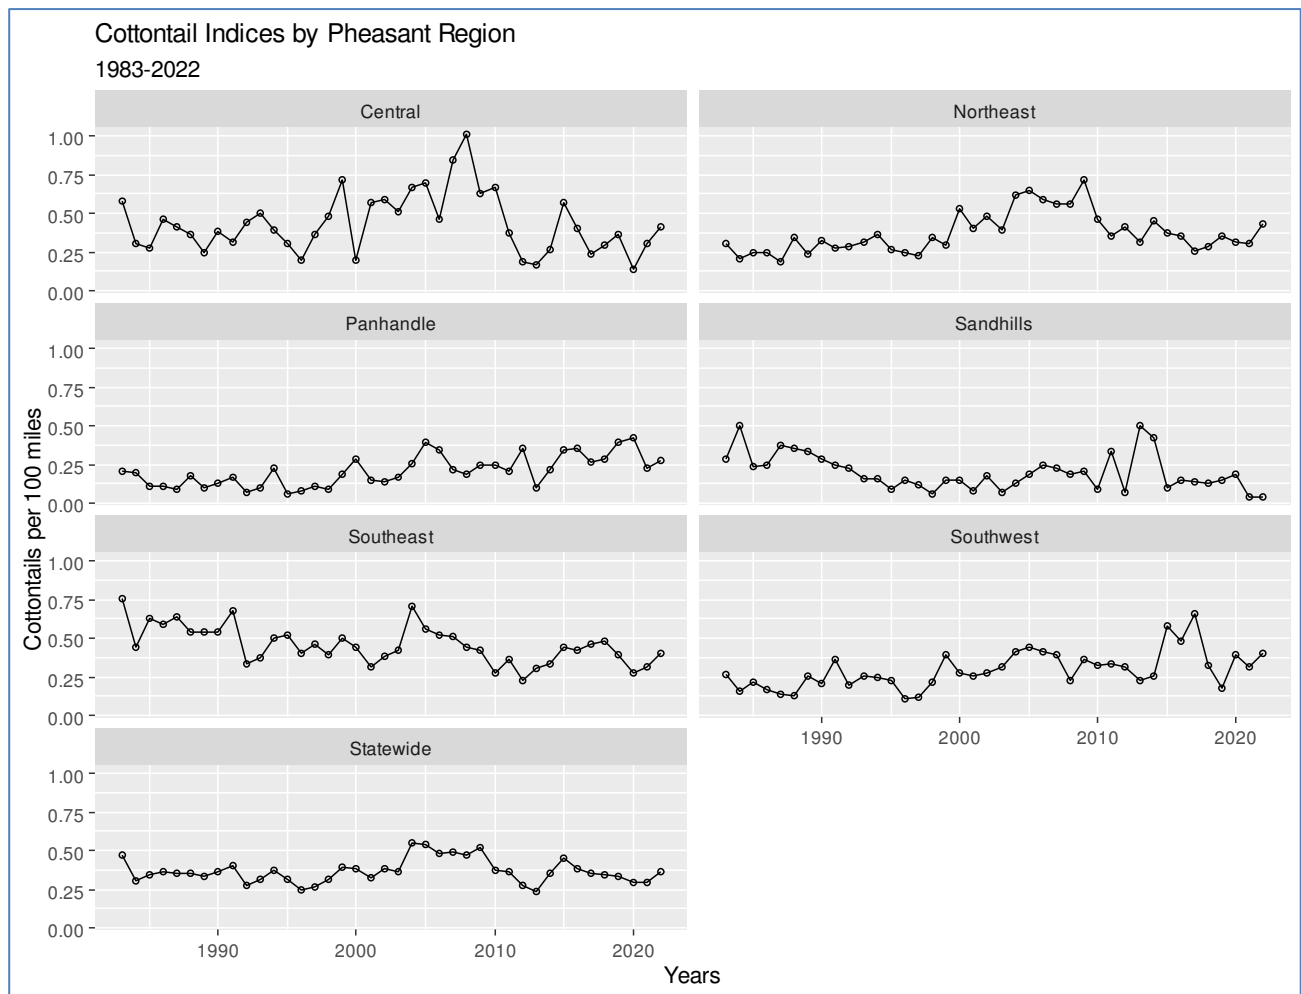 Cottontail Indices by Pheasant Region
1983-2022
Central
Northeast
1.00
0.75
0.50
0.25
0.00
Panhandle
Sandhills
1.00
0.75
0.50
0.25
0.00
Cottontails per 100 miles
Southeast
Southwest
1.00
0.75
0.50
0.25
0.00
1990
2000
2010
2020
Statewide
1.00
0.75
0.50
0.25
0.00
1990
2000
2010
2020
Years